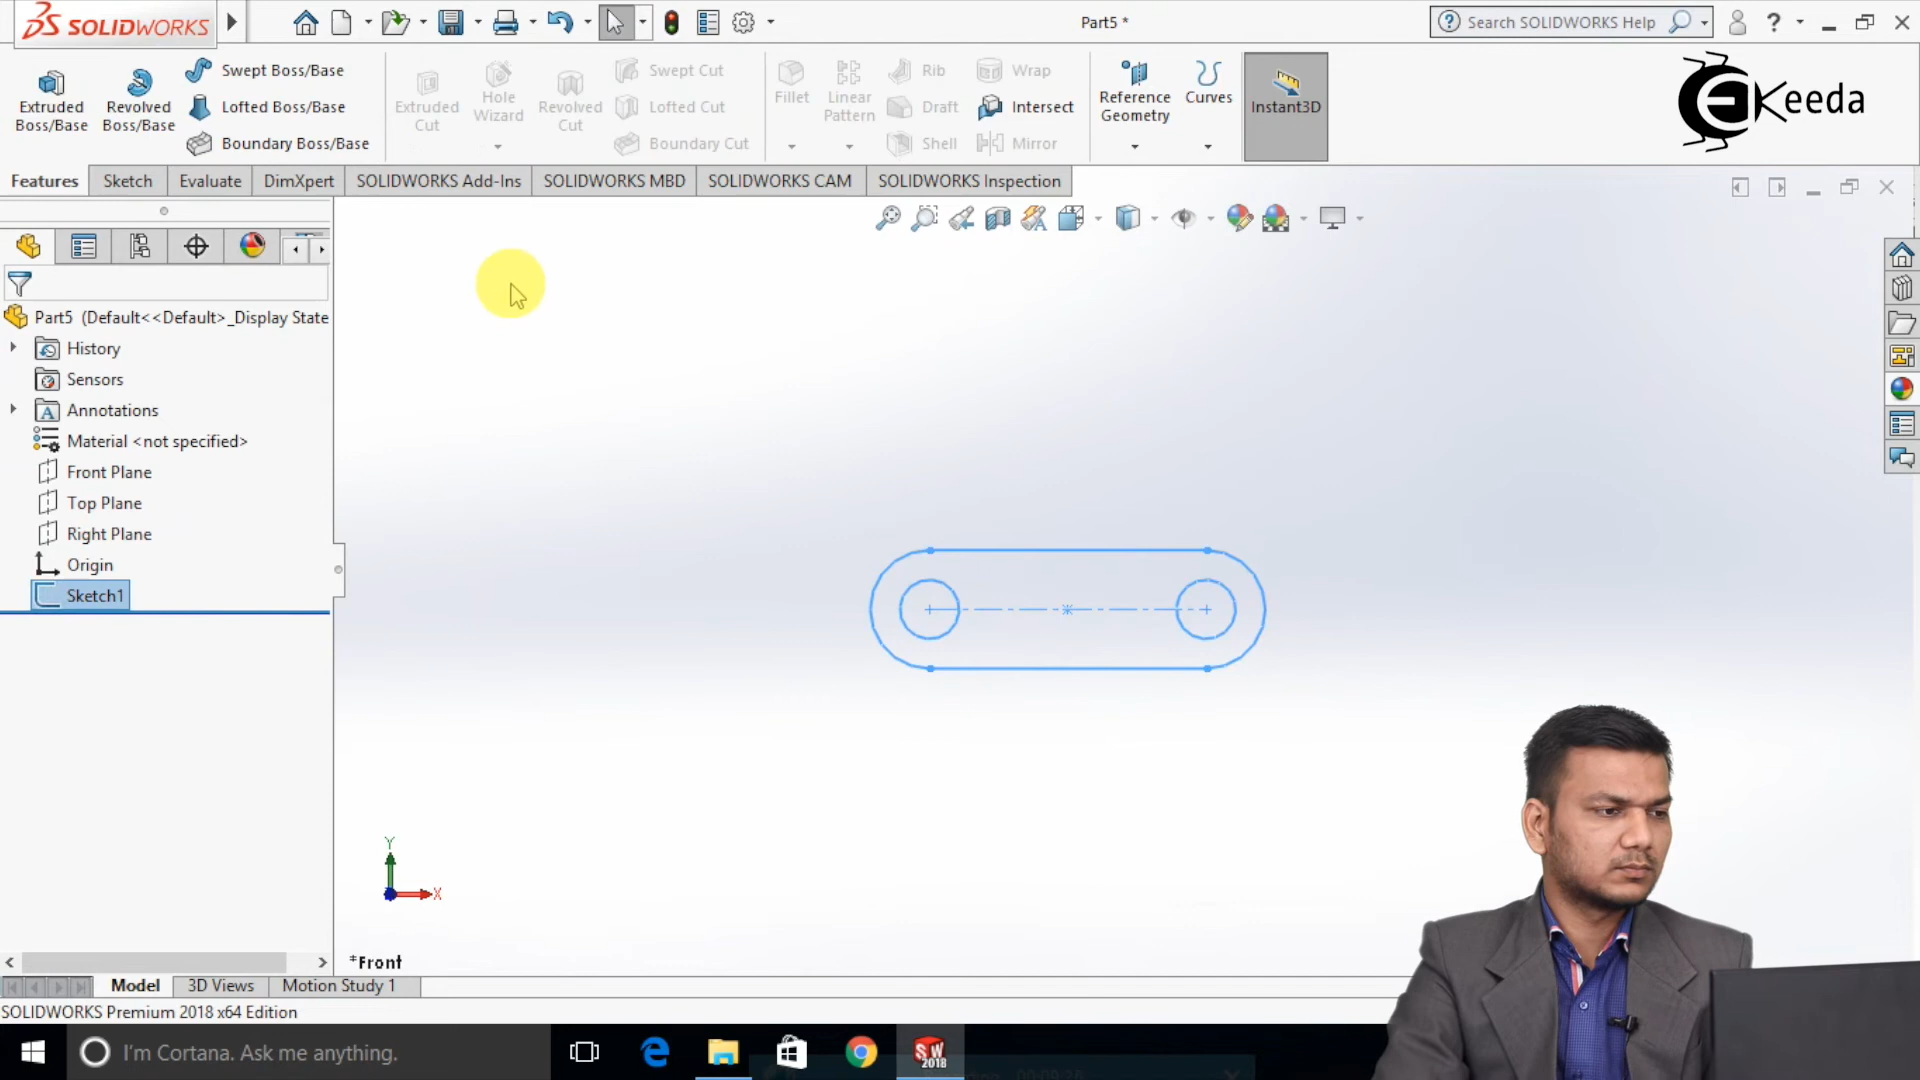 SOLIDWORKS
Part5 *
Search SOLIDWORKS Help
?
Extruded
Boss/Base
Revolved
Boss/Base
Swept Boss/Base
Lofted Boss/Base
Boundary Boss/Base
Extruded
Cut
Hole
Wizard
Revolved
Cut
Swept Cut
Lofted Cut
Boundary Cut
Fillet
Linear
Pattern
Rib
Draft
Shell
Wrap
Intersect
Mirror
Reference
Geometry
Curves
Instant3D
EKeeda
Features
Sketch
Evaluate
DimXpert
SOLIDWORKS Add-Ins
SOLIDWORKS MBD
SOLIDWORKS CAM
SOLIDWORKS Inspection
Part5 (Default<<Default>_Display State
History
Sensors
Annotations
Material <not specified>
Front Plane
Top Plane
Right Plane
Origin
Sketch1
Y
X
*Front
Model
3D Views
Motion Study 1
SOLIDWORKS Premium 2018 x64 Edition
I'm Cortana. Ask me anything.
SW
2018